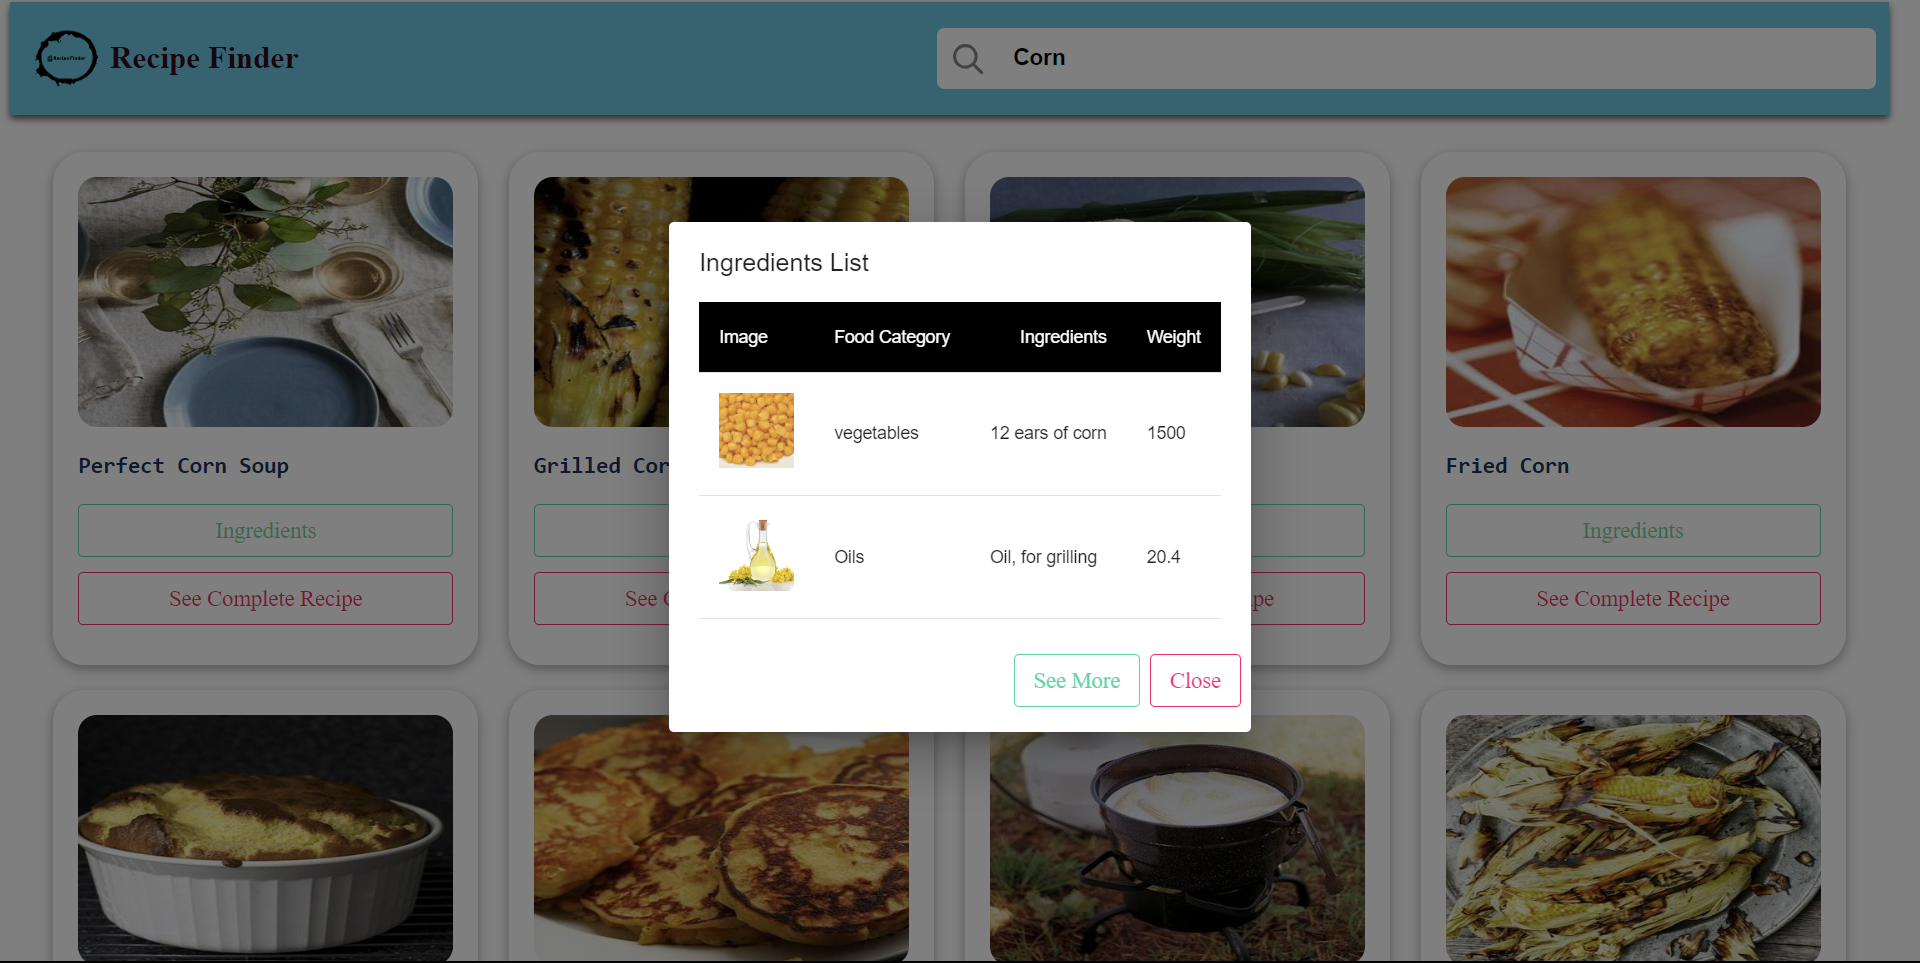 @RecipeFinder
Recipe Finder
Corn
Ingredients List
Image Food Category Ingredients Weight
vegetables 12 ears of corn 1500
Oils Oil, for grilling 20.4
See More Close
Perfect Corn Soup
Ingredients
See Complete Recipe
Grilled Cor
See
Fried Corn
Ingredients
See Complete Recipe